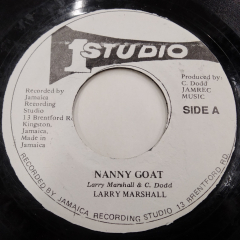 1 STUDIO
Recorded by
Jamaica
Recording
Studio
13 Brentford Rd
Kingston,
Jamaica.
Made in
Jamaica
Produced by:
C. Dodd
JAMREC
MUSIC
SIDE A
NANNY GOAT
Larry Marshall & C. Dodd
LARRY MARSHALL
RECORDED BY. JAMAICA RECORDING STUDIO 13 BRENTFORD RD.